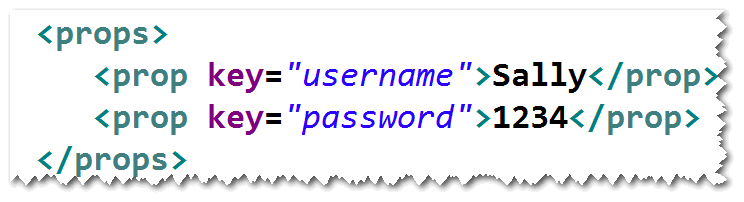 <props>
<prop key="username">Sally</prop>
<prop key="password">1234</prop>
</props>